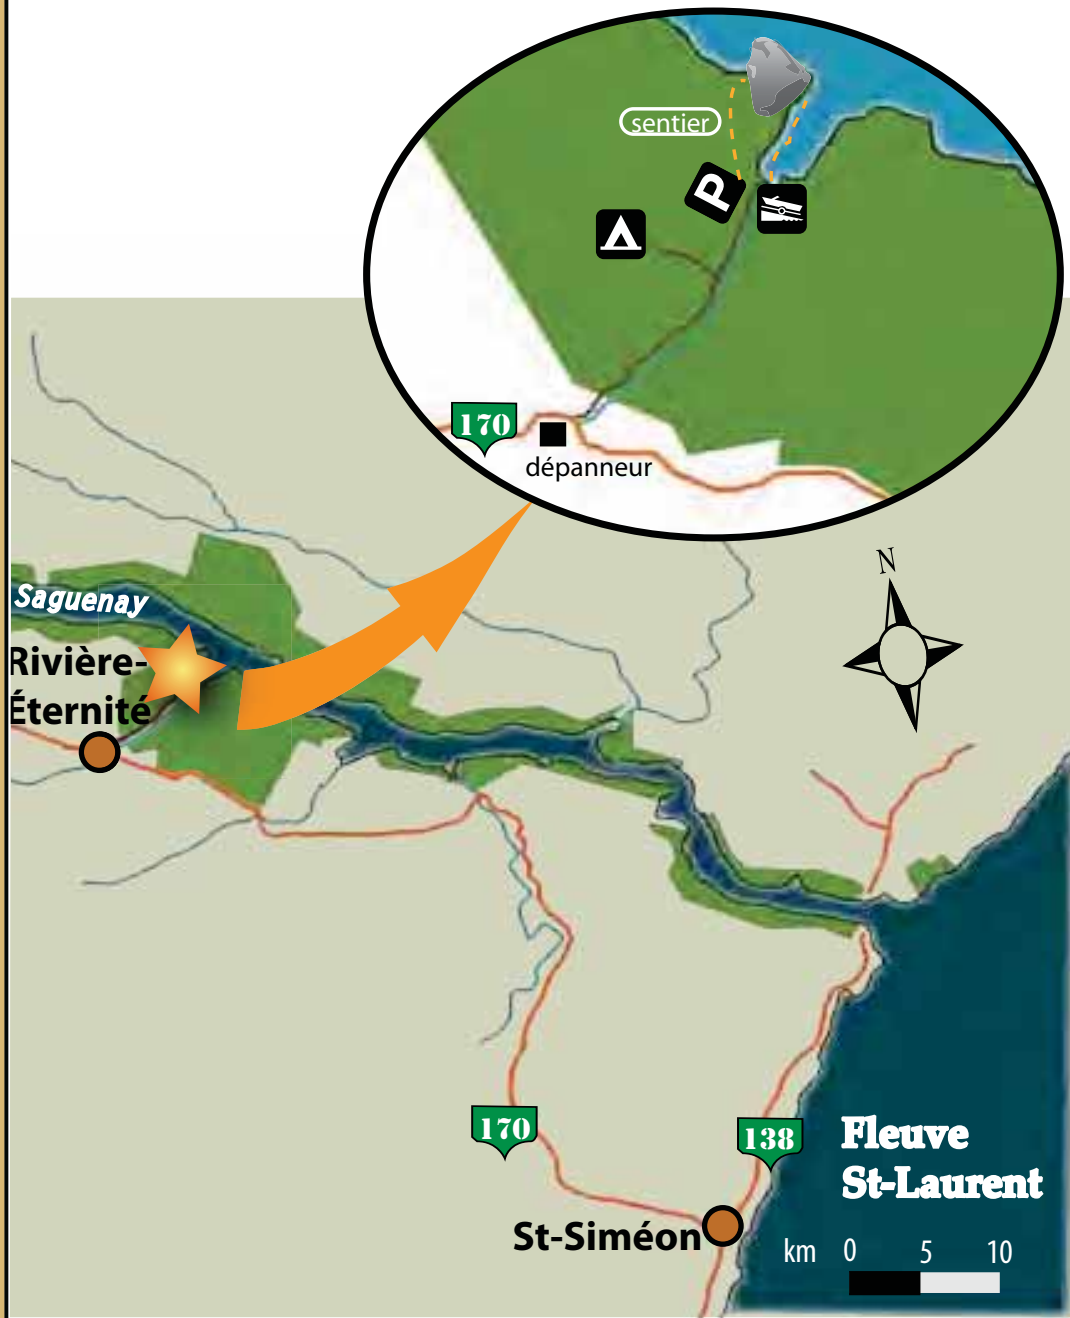 sentier
P
170
dépanneur
N
Saguenay
Rivière-
Éternité
170
138
Fleuve
St-Laurent
St-Siméon
km 0 5 10